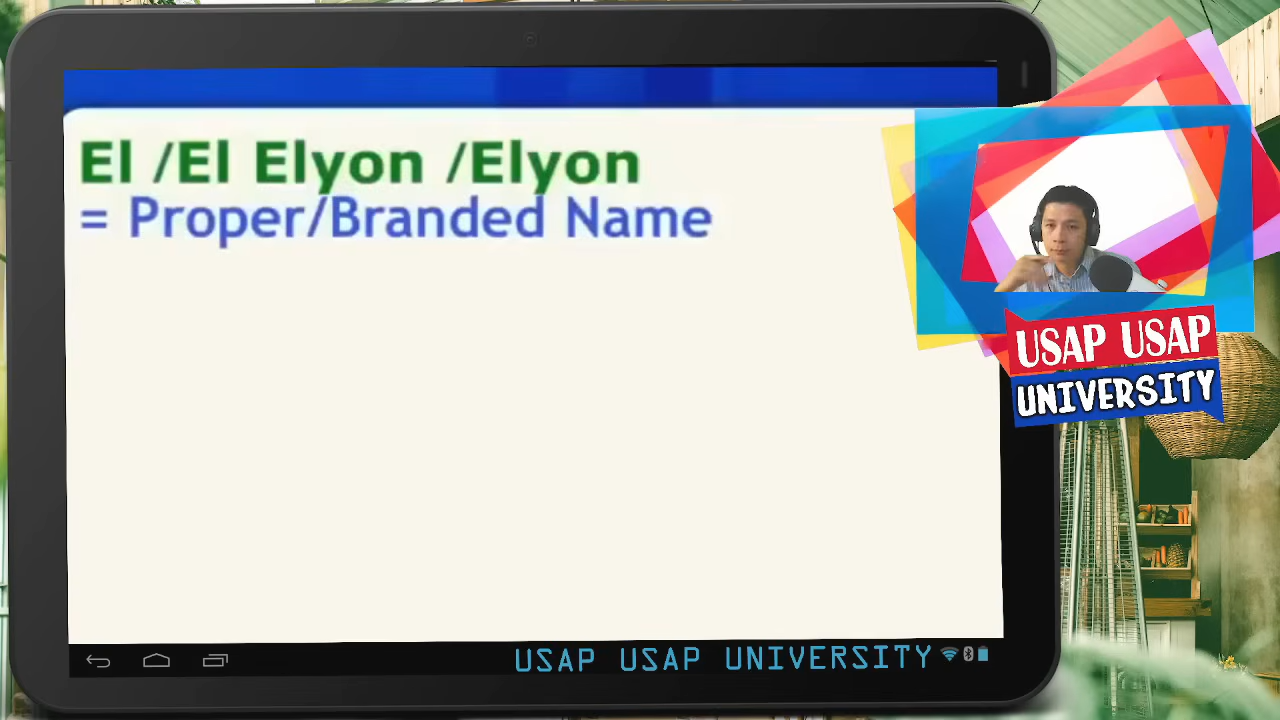 El /El Elyon /Elyon
= Proper/Branded Name
USAP USAP
UNIVERSITY
USAP USAP UNIVERSITY